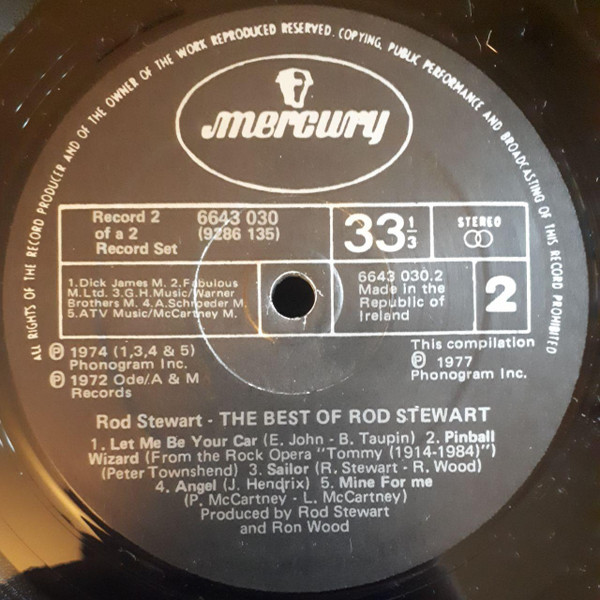 ALL RIGHTS OF THE RECORD PRODUCER AND OF THE OWNER OF THE WORK REPRODUCED RESERVED. COPYING, PUBLIC PERFORMANCE AND BROADCASTING OF THIS RECORD PROHIBITED
mercury
Record 2
of a 2
Record Set
6643 030
(9286 135)
33 1/3
STEREO
1.Dick James M. 2.Fabulous
M.Ltd. 3.G.H.Music/Warner
Brothers M. 4.A.Schroeder M.
5.ATV Music/McCartney M.
6643 030.2
Made in the
Republic of
Ireland
2
Ⓟ 1974 (1,3,4 & 5)
Phonogram Inc.
Ⓟ 1972 Ode/A & M
Records
This compilation
Ⓟ 1977
Phonogram Inc.
Rod Stewart - THE BEST OF ROD STEWART
1. Let Me Be Your Car (E. John - B. Taupin) 2. Pinball
Wizard (From the Rock Opera "Tommy (1914-1984)")
(Peter Townshend) 3. Sailor (R. Stewart - R. Wood)
4. Angel (J. Hendrix) 5. Mine For me
(P. McCartney - L. McCartney)
Produced by Rod Stewart
and Ron Wood